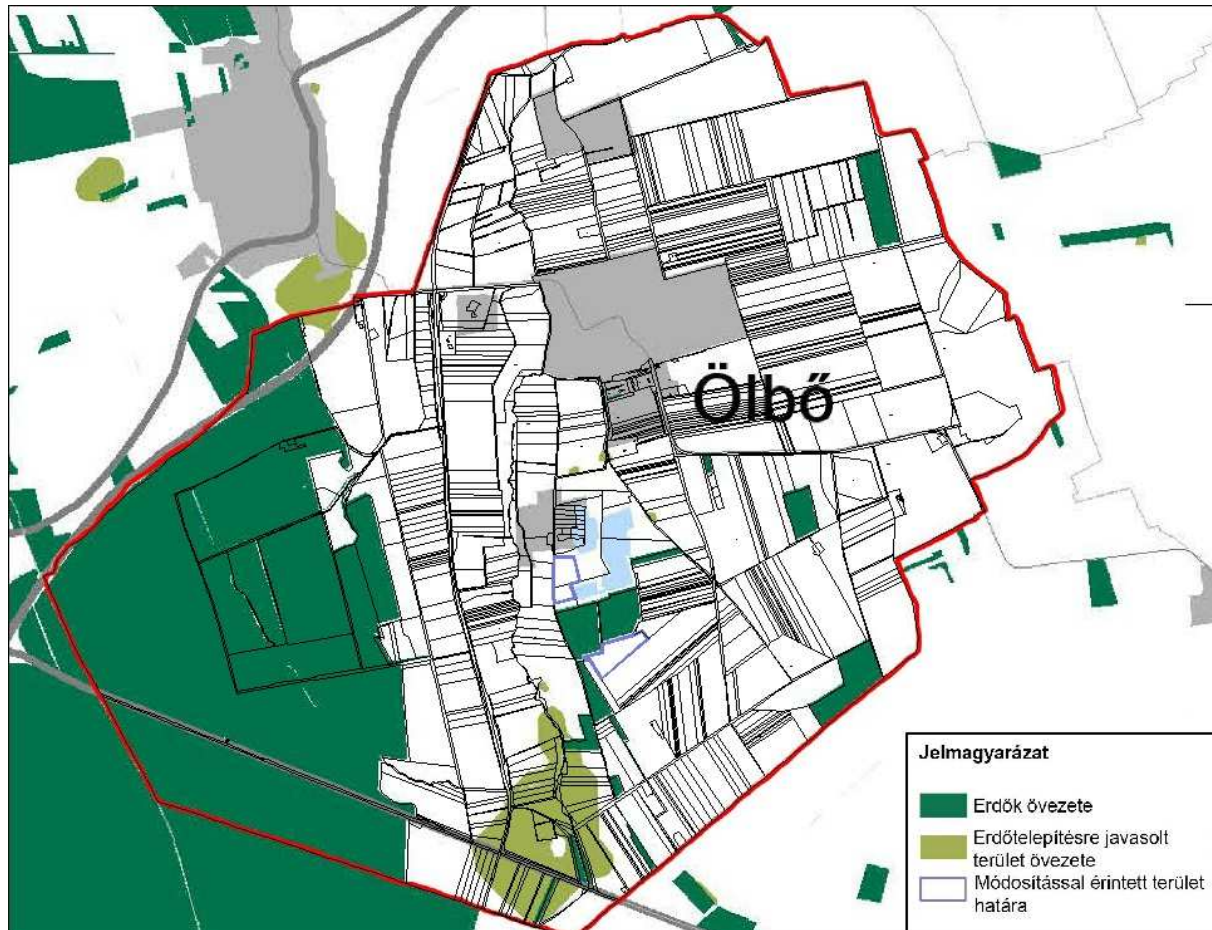 Ölbő
Jelmagyarázat
Erdők övezete
Erdőtelepítésre javasolt
terület övezete
Módosítással érintett terület
határa